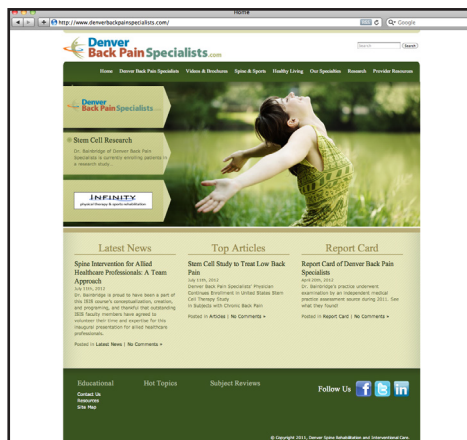 Home
http://www.denverbackpainspecialists.com/
Google
Denver
Back Pain Specialists.com
Search
Search
Home Denver Back Pain Specialists Videos & Brochures Spine & Sports Healthy Living Our Specialties Research Provider Resources
Denver
Back Pain Specialists.com
Stem Cell Research
Dr. Bainbridge of Denver Back Pain
Specialists is currently enrolling patients in
a research study...
INFINITY
physical therapy & sports rehabilitation
Latest News
Spine Intervention for Allied
Healthcare Professionals: A Team
Approach
July 11th, 2012
Dr. Bainbridge is proud to have been a part of
this ISIS course's conceptualization, creation,
and programing, and thankful that outstanding
ISIS faculty members have agreed to
volunteer their time and expertise for this
inaugural presentation for allied healthcare
professionals.
Posted in Latest News | No Comments »
Top Articles
Stem Cell Study to Treat Low Back
Pain
July 11th, 2012
Denver Back Pain Specialists' Physician
Continues Enrollment in United States Stem
Cell Therapy Study
in Subjects with Chronic Back Pain
Posted in Articles | No Comments »
Report Card
Report Card of Denver Back Pain
Specialists
April 20th, 2012
Dr. Bainbridge's practice underwent
examination by an independent medical
practice assessment source during 2011. See
what they found!
Posted in Report Card | No Comments »
Educational
Contact Us
Resources
Site Map
Hot Topics
Subject Reviews
Follow Us
© Copyright 2011, Denver Spine Rehabilitation and Interventional Care.